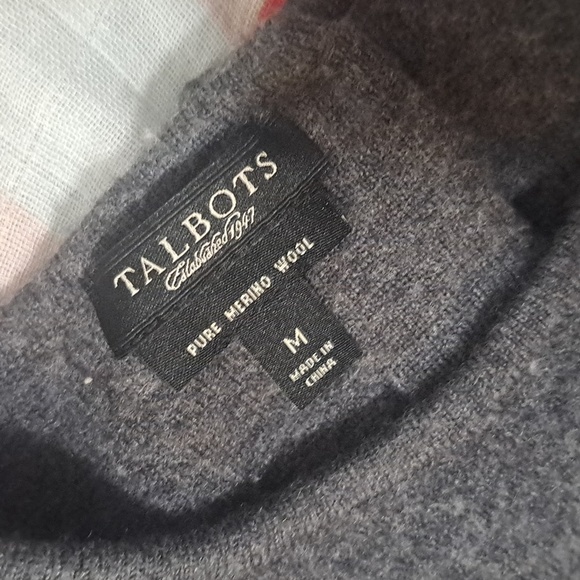 TALBOTS
Established 1947
PURE MERINO WOOL
M
MADE IN
CHINA